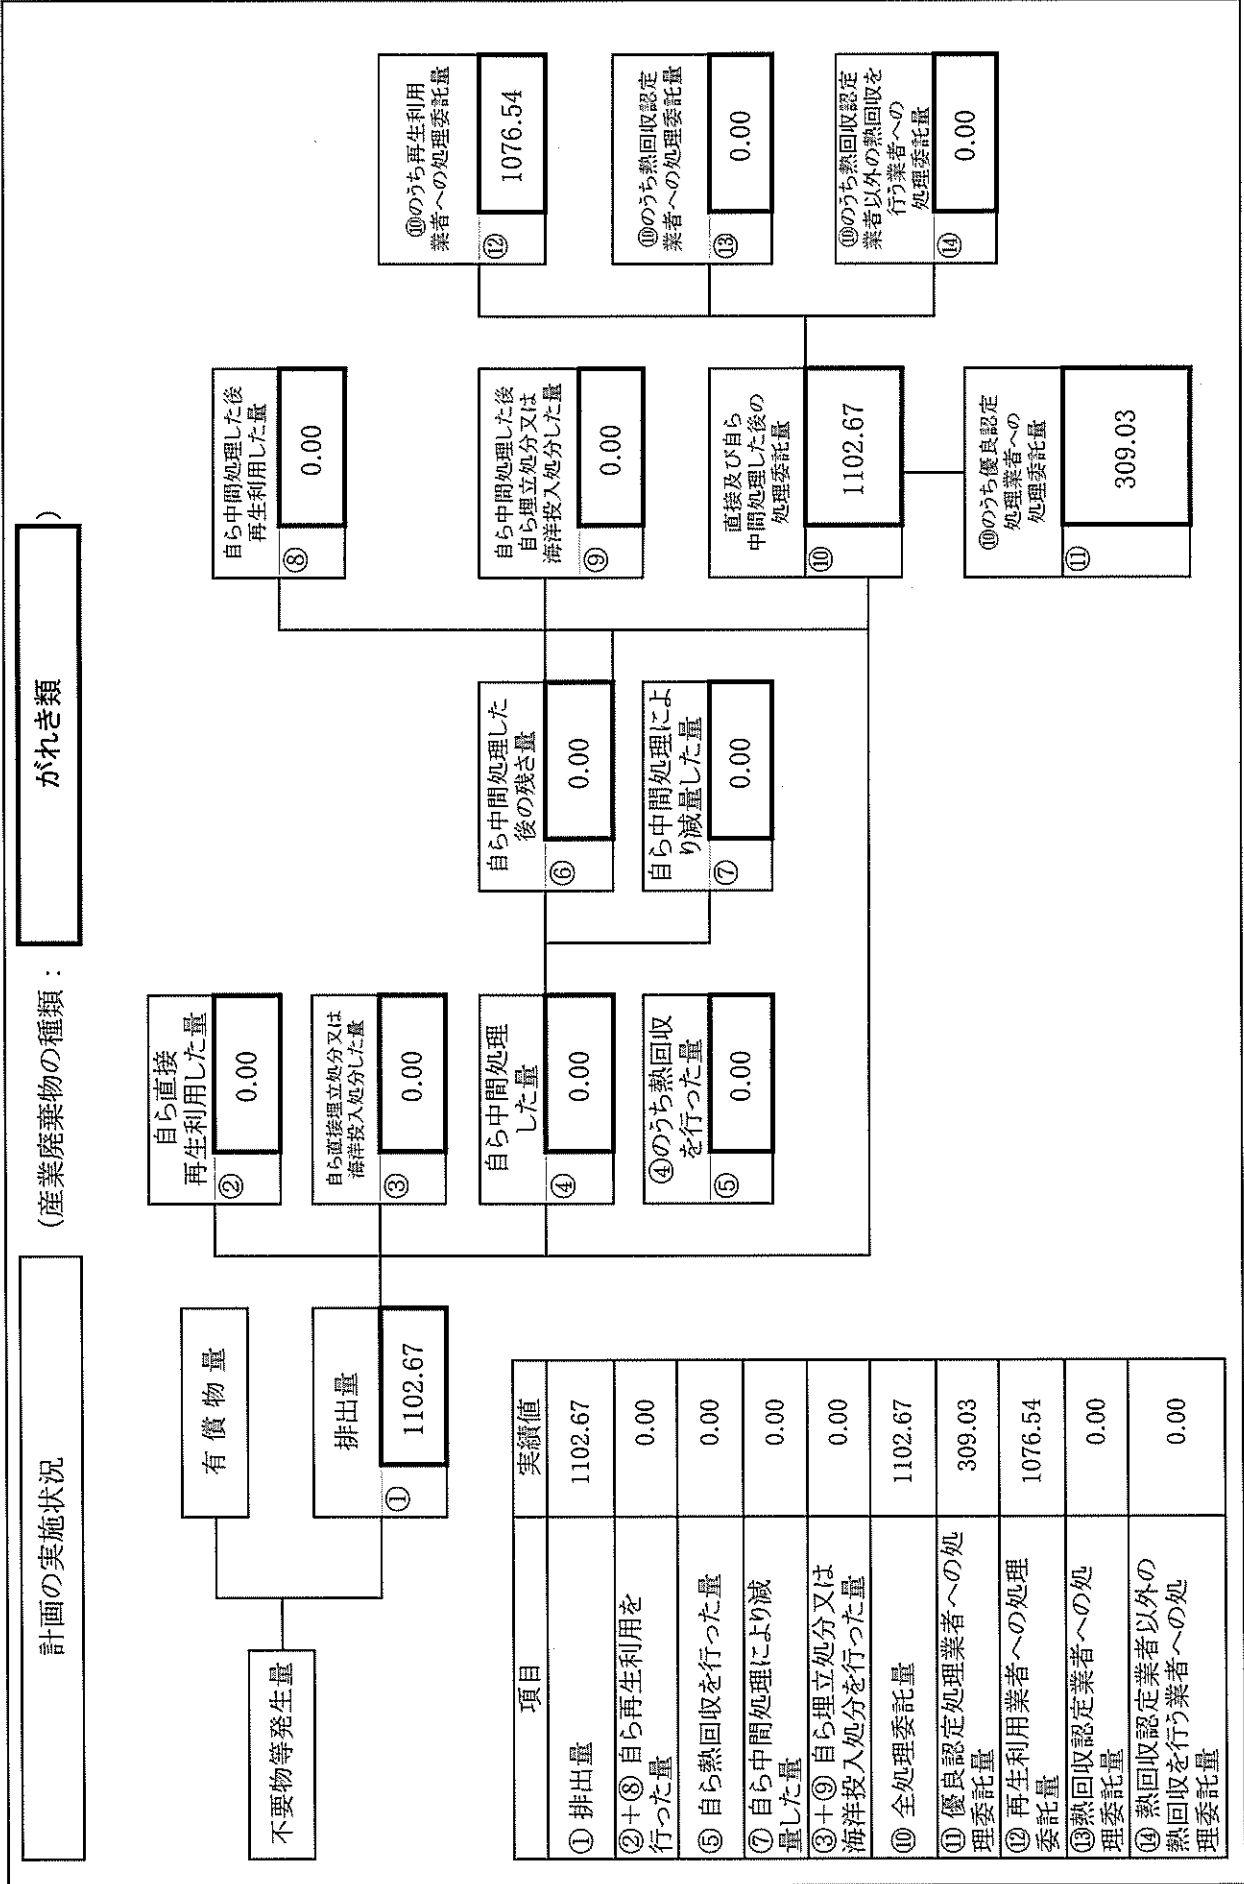 計画の実施状況
(産業廃棄物の種類：
がれき類
)
不要物等発生量
有償物量
排出量
①
1102.67
自ら直接
再生利用した量
②
0.00
自ら直接埋立処分又は
海洋投入処分した量
③
0.00
自ら中間処理
した量
④
0.00
④のうち熱回収
を行った量
⑤
0.00
自ら中間処理した
後の残さ量
⑥
0.00
自ら中間処理によ
り減量した量
⑦
0.00
自ら中間処理した後
再生利用した量
⑧
0.00
自ら中間処理した後
自ら埋立処分又は
海洋投入処分した量
⑨
0.00
直接及び自ら
中間処理した後の
処理委託量
⑩
1102.67
⑩のうち優良認定
処理業者への
処理委託量
⑪
309.03
⑩のうち再生利用
業者への処理委託量
⑫
1076.54
⑩のうち熱回収認定
業者への処理委託量
⑬
0.00
⑩のうち熱回収認定
業者以外の熱回収を
行う業者への
処理委託量
⑭
0.00
項目 実績値
① 排出量 1102.67
②＋⑧ 自ら再生利用を
行った量 0.00
⑤ 自ら熱回収を行った量 0.00
⑦ 自ら中間処理により減
量した量 0.00
③＋⑨ 自ら埋立処分又は
海洋投入処分を行った量 0.00
⑩ 全処理委託量 1102.67
⑪ 優良認定処理業者への処
理委託量 309.03
⑫ 再生利用業者への処理
委託量 1076.54
⑬熱回収認定業者への処
理委託量 0.00
⑭ 熱回収認定業者以外の
熱回収を行う業者への処
理委託量 0.00